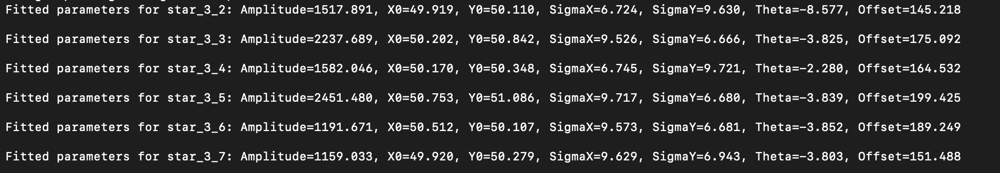 Fitted parameters for star_3_2: Amplitude=1517.891, X0=49.919, Y0=50.110, SigmaX=6.724, SigmaY=9.630, Theta=-8.577, Offset=145.218
Fitted parameters for star_3_3: Amplitude=2237.689, X0=50.202, Y0=50.842, SigmaX=9.526, SigmaY=6.666, Theta=-3.825, Offset=175.092
Fitted parameters for star_3_4: Amplitude=1582.046, X0=50.170, Y0=50.348, SigmaX=6.745, SigmaY=9.721, Theta=-2.280, Offset=164.532
Fitted parameters for star_3_5: Amplitude=2451.480, X0=50.753, Y0=51.086, SigmaX=9.717, SigmaY=6.680, Theta=-3.839, Offset=199.425
Fitted parameters for star_3_6: Amplitude=1191.671, X0=50.512, Y0=50.107, SigmaX=9.573, SigmaY=6.681, Theta=-3.852, Offset=189.249
Fitted parameters for star_3_7: Amplitude=1159.033, X0=49.920, Y0=50.279, SigmaX=9.629, SigmaY=6.943, Theta=-3.803, Offset=151.488